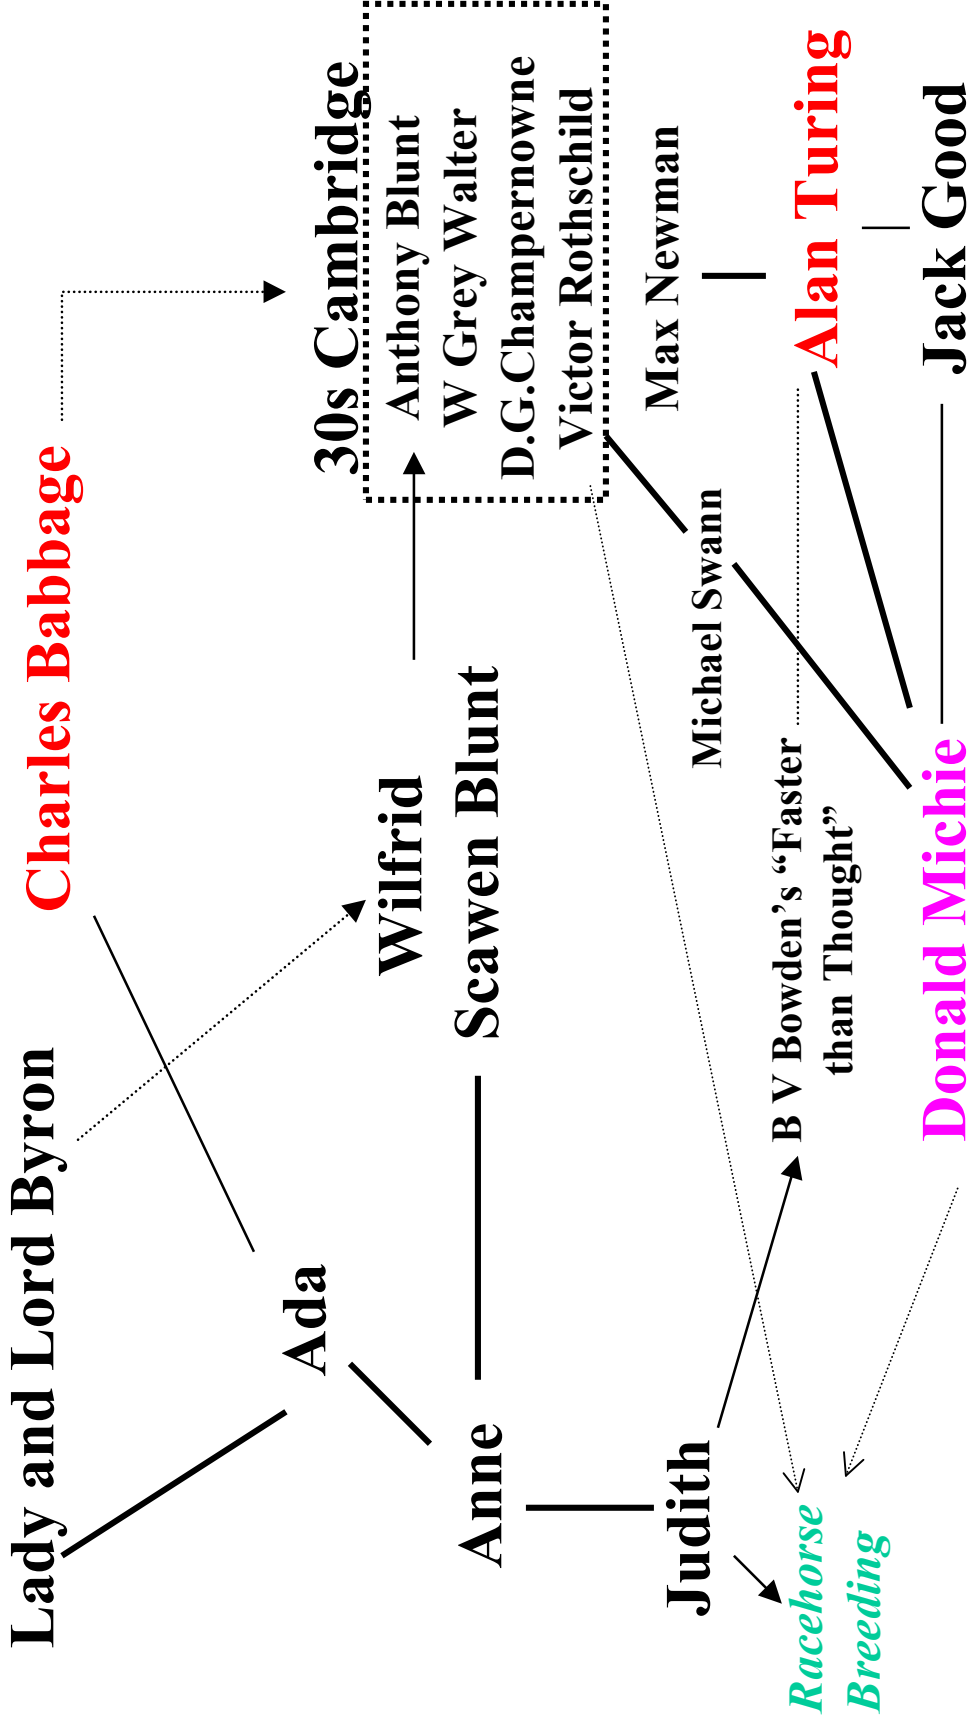 Lady and Lord Byron
Charles Babbage
Ada
30s Cambridge
Wilfrid
Scawen Blunt
Anthony Blunt
W Grey Walter
D.G.Champernowne
Victor Rothschild
Anne
Max Newman
Judith
Michael Swann
B V Bowden’s “Faster
than Thought”
Alan Turing
Racehorse
Breeding
Donald Michie
Jack Good